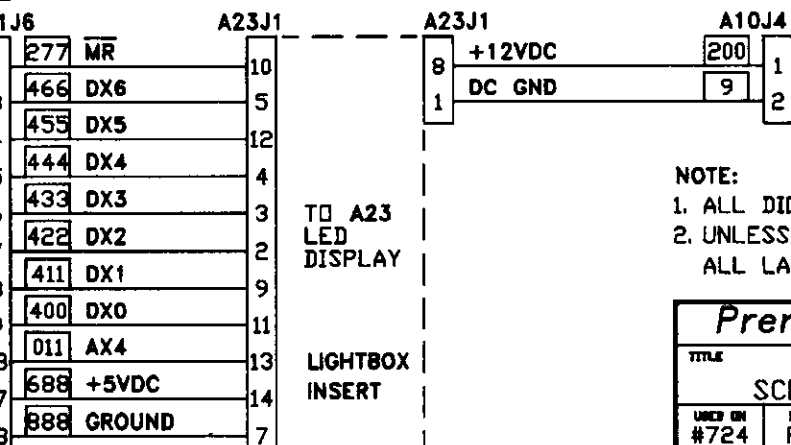 1J6 A23J1 A23J1 A10J4
277 MR 10
466 DX6 5
455 DX5 12
444 DX4 4
433 DX3 3
422 DX2 2
411 DX1 9
400 DX0 11
011 AX4 13
688 +5VDC 14
888 GROUND 7
TO A23
LED
DISPLAY
LIGHTBOX
INSERT
8 +12VDC 200 1
1 DC GND 9 2
NOTE:
1. ALL
2. UNLESS
ALL
TITLE
USED ON
#724